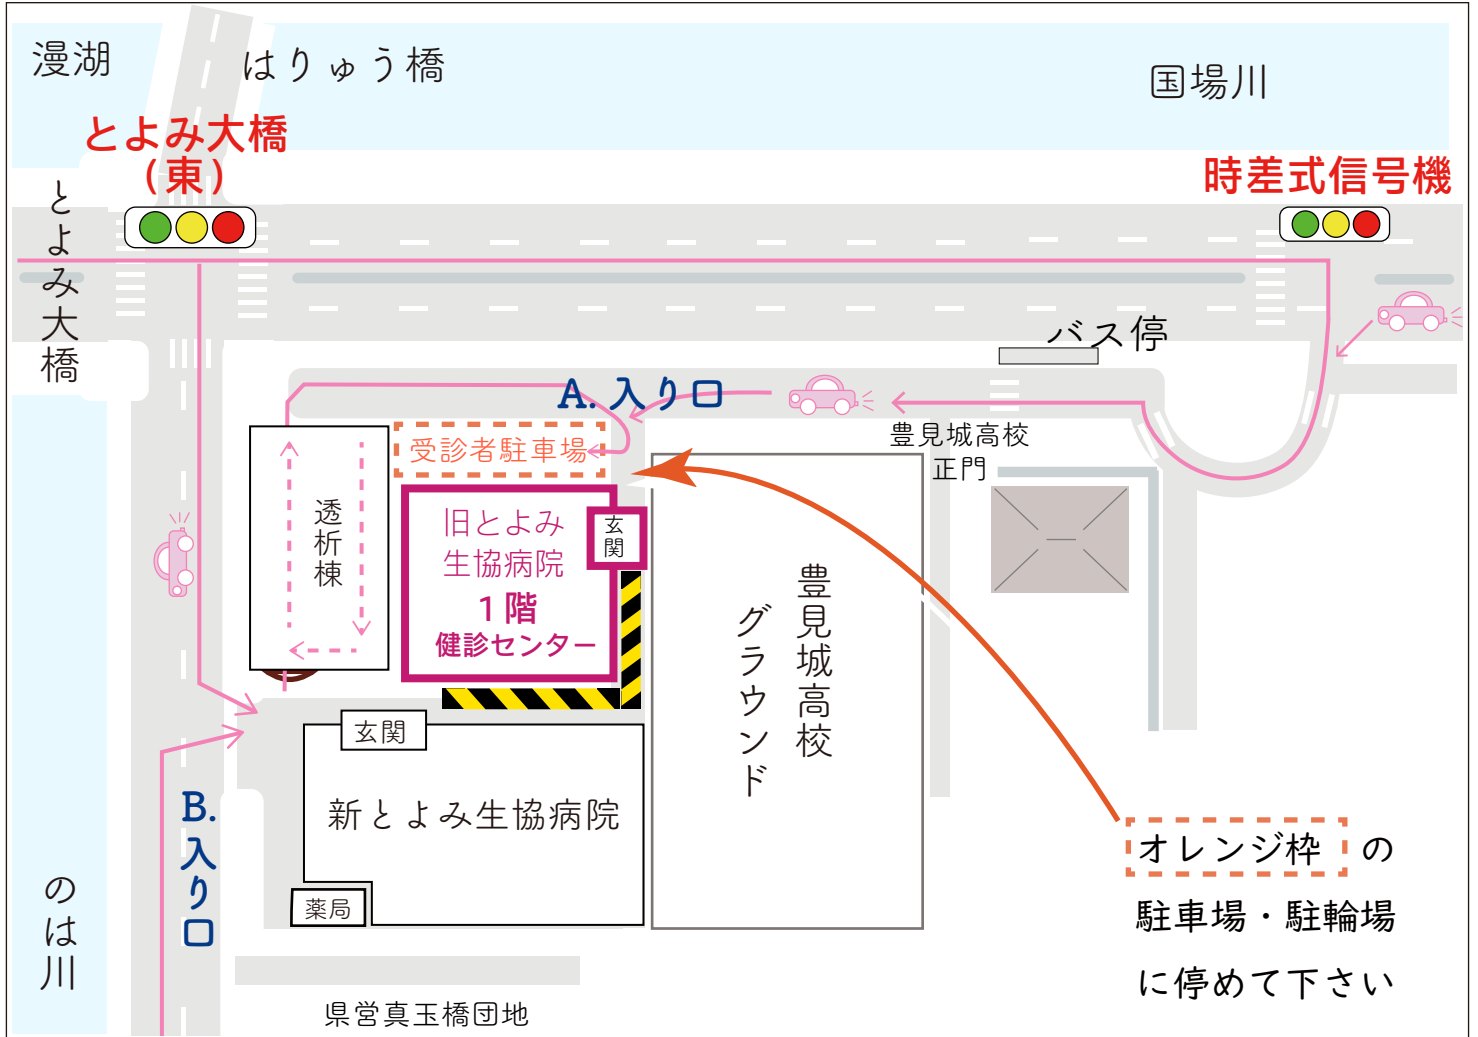 漫湖
はりゅう橋
国場川
とよみ大橋
(東)
時差式信号機
とよみ大橋
バス停
A. 入り口
豊見城高校
正門
受診者駐車場
透析棟
旧とよみ
生協病院
1階
健診センター
玄関
豊見城高校
グラウンド
玄関
新とよみ生協病院
薬局
B.入り口
のは川
県営真玉橋団地
オレンジ枠 の
駐車場・駐輪場
に停めて下さい